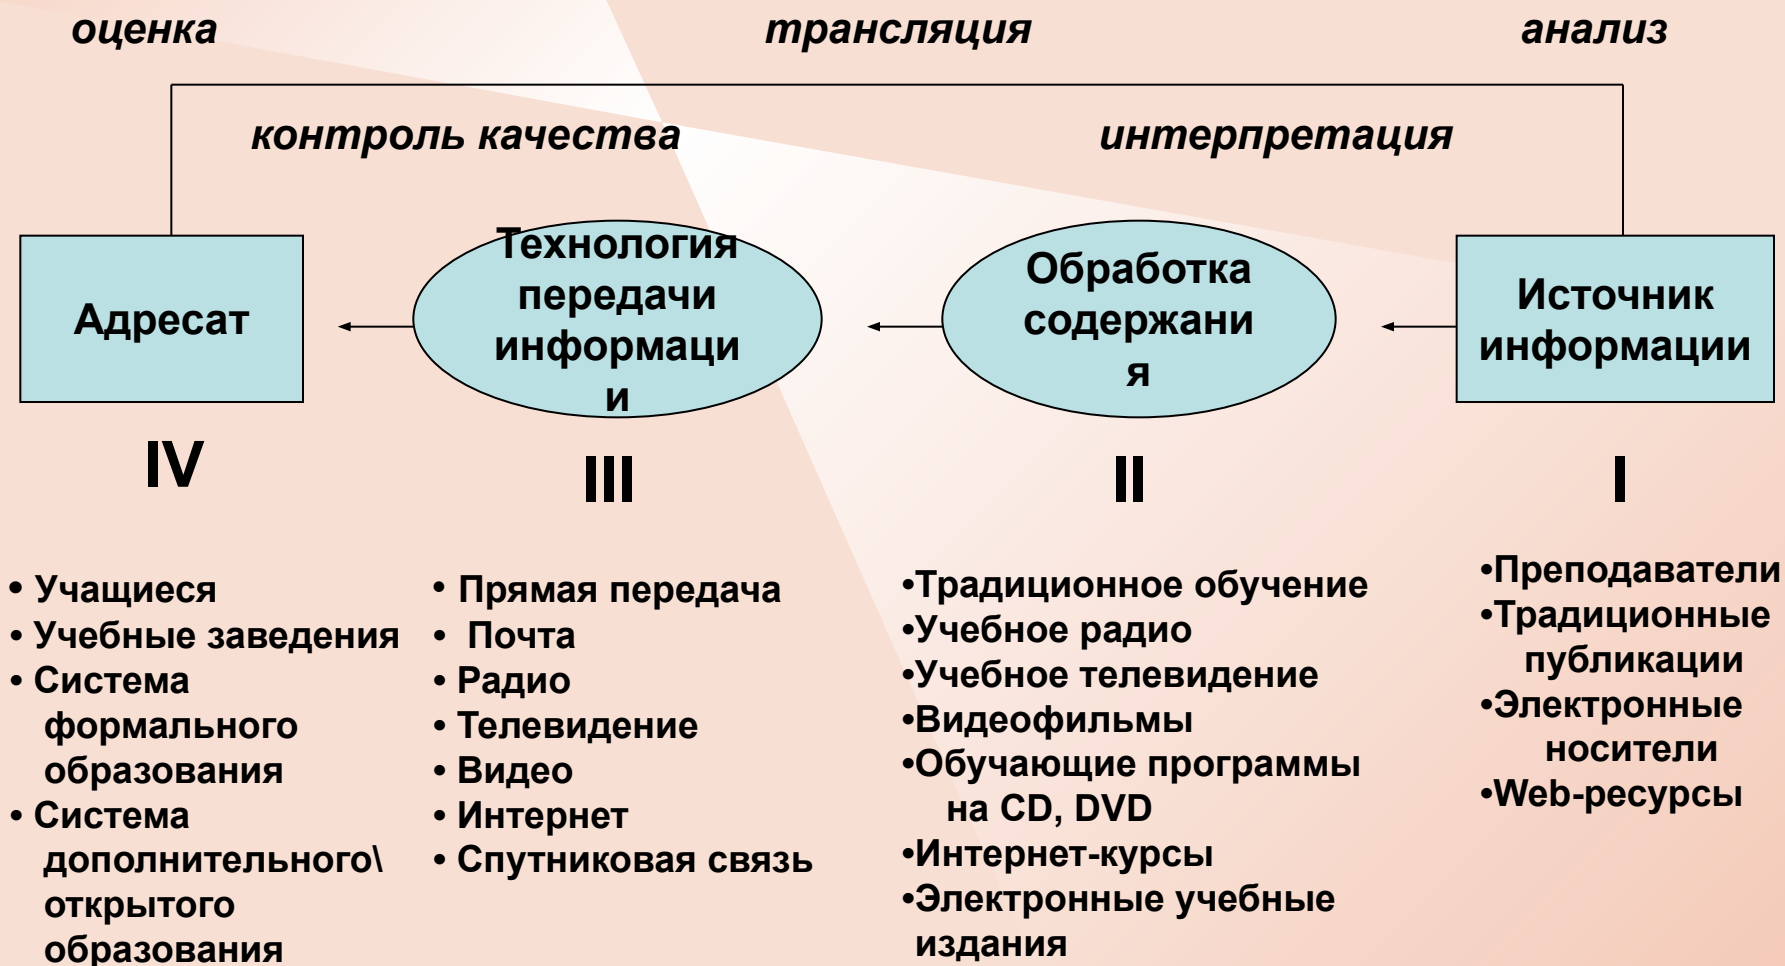 оценка
трансляция
анализ
контроль качества
интерпретация
Адресат
Технология
передачи
информаци
и
Обработка
содержани
я
Источник
информации
IV
III
II
I
• Учащиеся
• Учебные заведения
• Система
формального
образования
• Система
дополнительного\
открытого
образования
• Прямая передача
• Почта
• Радио
• Телевидение
• Видео
• Интернет
• Спутниковая связь
•Традиционное обучение
•Учебное радио
•Учебное телевидение
•Видеофильмы
•Обучающие программы
на CD, DVD
•Интернет-курсы
•Электронные учебные
издания
•Преподаватели
•Традиционные
публикации
•Электронные
носители
•Web-ресурсы